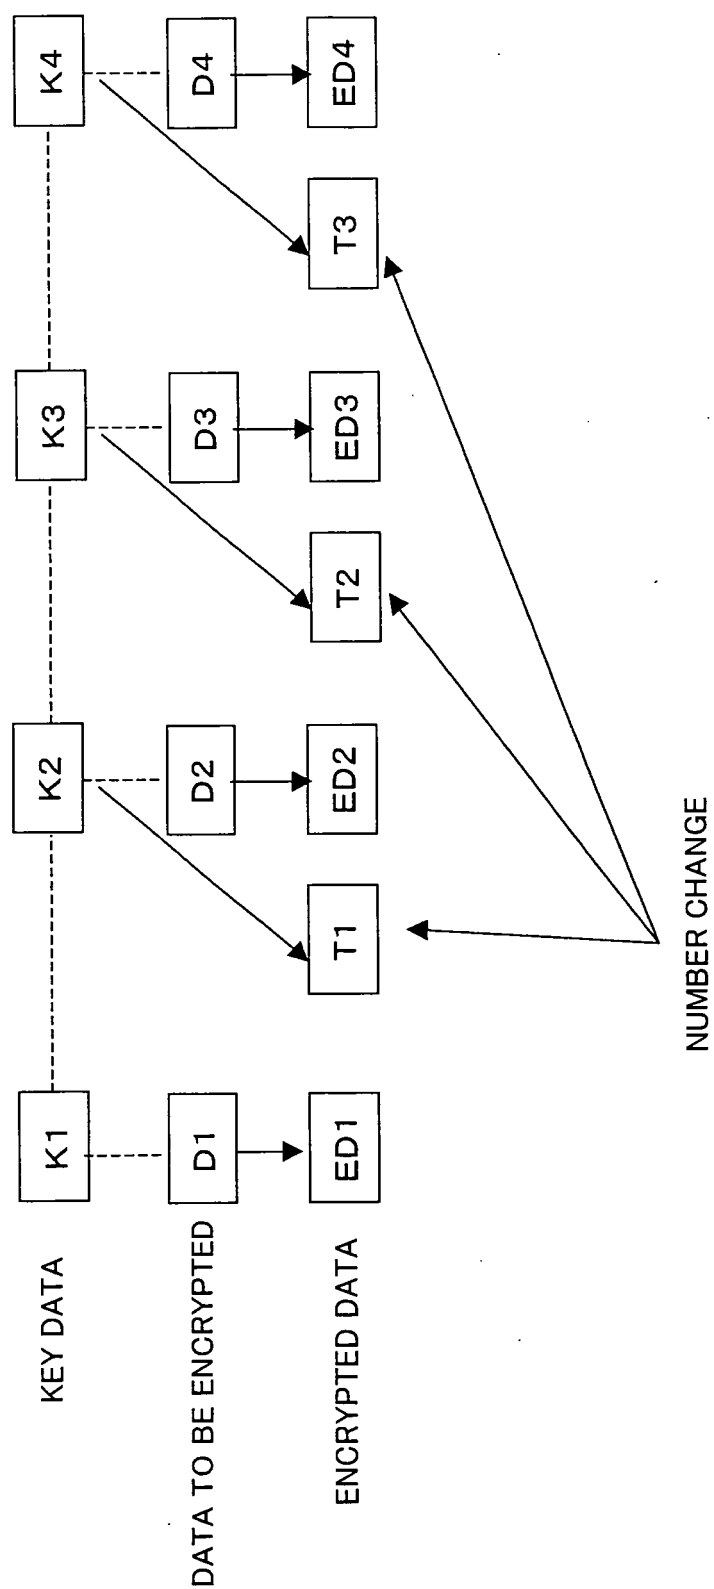 KEY DATA
K1
K2
K3
K4
DATA TO BE ENCRYPTED
D1
D2
D3
D4
ENCRYPTED DATA
ED1
T1
ED2
T2
ED3
T3
ED4
NUMBER CHANGE